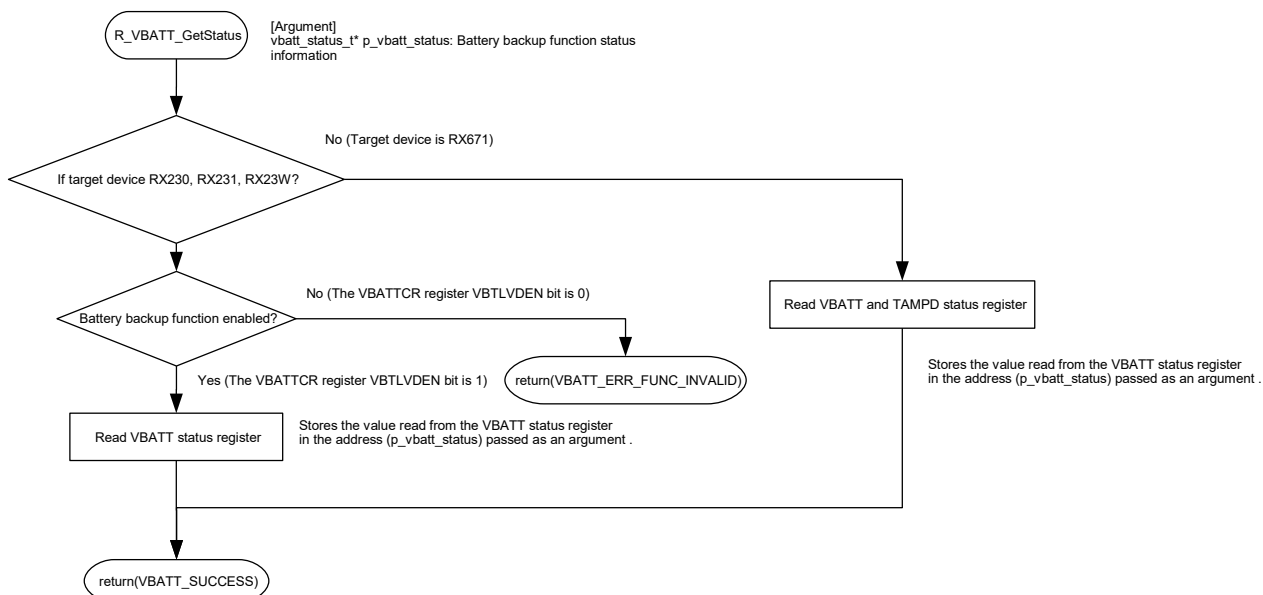 R_VBATT_GetStatus
[Argument]
vbatt_status_t* p_vbatt_status: Battery backup function status
information
No (Target device is RX671)
If target device RX230, RX231, RX23W?
No (The VBATTCR register VBTLVDEN bit is 0)
Battery backup function enabled?
Read VBATT and TAMPD status register
Yes (The VBATTCR register VBTLVDEN bit is 1)
return(VBATT_ERR_FUNC_INVALID)
Stores the value read from the VBATT status register
in the address (p_vbatt_status) passed as an argument .
Read VBATT status register
Stores the value read from the VBATT status register
in the address (p_vbatt_status) passed as an argument .
return(VBATT_SUCCESS)